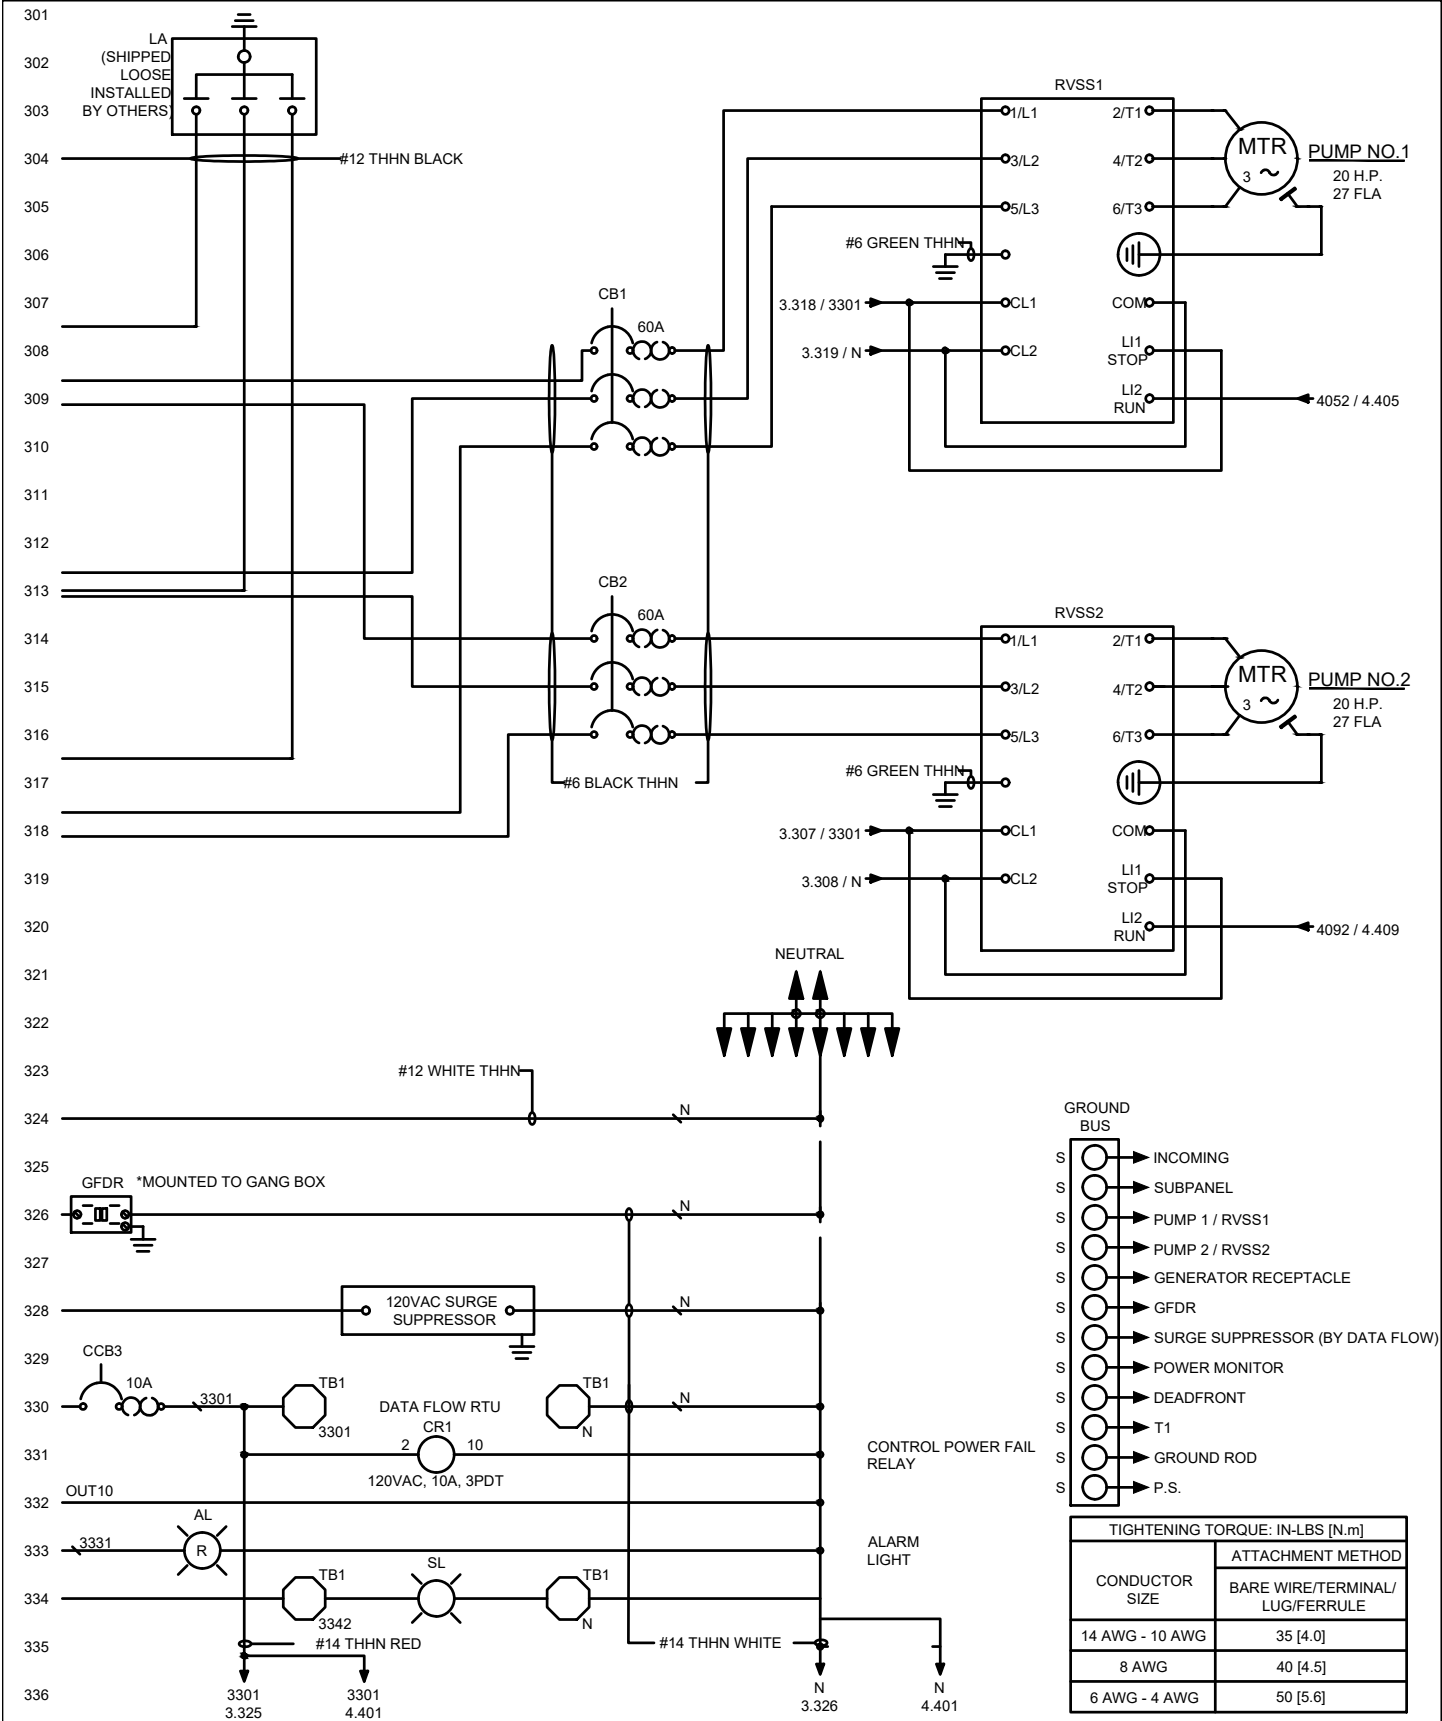 301
LA
(SHIPPED
LOOSE
INSTALLED
BY OTHERS)
302
303
304
#12 THHN BLACK
305
306
307
308
309
310
311
312
313
314
315
316
317
318
319
320
321
322
323
324
325
326
327
328
329
330
331
332
333
334
335
336
RVSS1
1/L1
2/T1
3/L2
4/T2
5/L3
6/T3
MTR
3 ~
PUMP NO.1
20 H.P.
27 FLA
#6 GREEN THHN
3.318 / 3301
CL1
COM
3.319 / N
CL2
LI1
STOP
LI2
RUN
4052 / 4.405
CB1
60A
CB2
60A
#6 BLACK THHN
RVSS2
1/L1
2/T1
3/L2
4/T2
5/L3
6/T3
MTR
3 ~
PUMP NO.2
20 H.P.
27 FLA
#6 GREEN THHN
3.307 / 3301
CL1
COM
3.308 / N
CL2
LI1
STOP
LI2
RUN
4092 / 4.409
NEUTRAL
#12 WHITE THHN
N
GFDR *MOUNTED TO GANG BOX
N
120VAC SURGE
SUPPRESSOR
N
CCB3
10A
3301
TB1
3301
DATA FLOW RTU
CR1
2
10
120VAC, 10A, 3PDT
TB1
N
N
CONTROL POWER FAIL
RELAY
OUT10
3331
AL
R
ALARM
LIGHT
TB1
3342
SL
TB1
N
#14 THHN RED
#14 THHN WHITE
3301
3.325
3301
4.401
N
3.326
N
4.401
GROUND
BUS
S INCOMING
S SUBPANEL
S PUMP 1 / RVSS1
S PUMP 2 / RVSS2
S GENERATOR RECEPTACLE
S GFDR
S SURGE SUPPRESSOR (BY DATA FLOW)
S POWER MONITOR
S DEADFRONT
S T1
S GROUND ROD
S P.S.
TIGHTENING TORQUE: IN-LBS [N.m]
CONDUCTOR
SIZE
ATTACHMENT METHOD
BARE WIRE/TERMINAL/
LUG/FERRULE
14 AWG - 10 AWG 35 [4.0]
8 AWG 40 [4.5]
6 AWG - 4 AWG 50 [5.6]